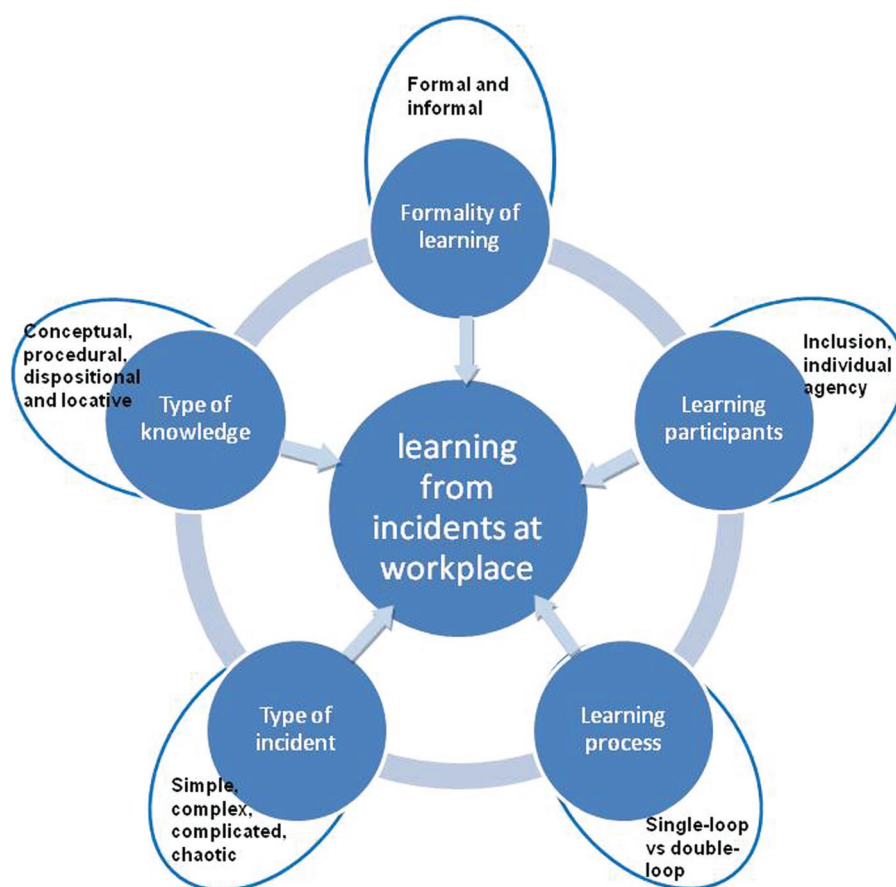 Formal and
informal
Formality of
learning
Conceptual,
procedural,
dispositional
and locative
Type of
knowledge
Inclusion,
individual
agency
Learning
participants
learning
from
incidents at
workplace
Type of
incident
Simple,
complex,
complicated,
chaotic
Learning
process
Single-loop
vs double-
loop